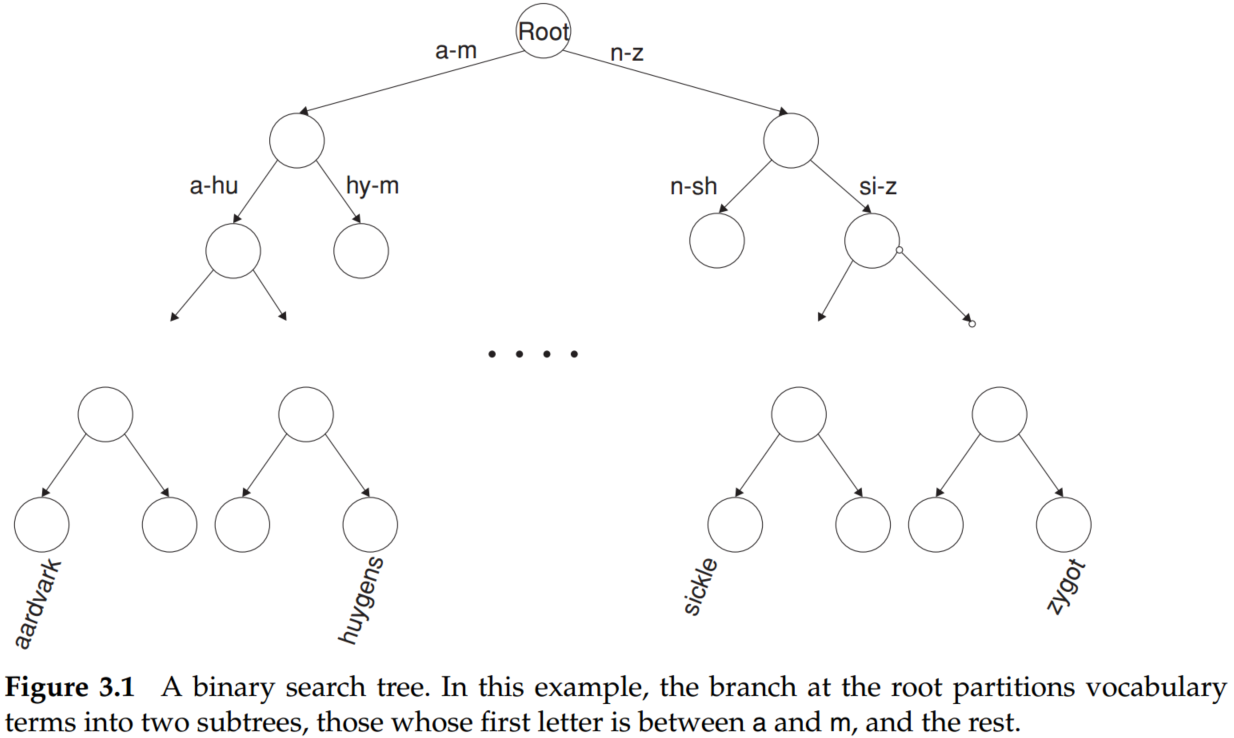 Root
a-m
n-z
a-hu
hy-m
n-sh
si-z
aardvark
huygens
sickle
zygot
Figure 3.1 A binary search tree. In this example, the branch at the root partitions vocabulary
terms into two subtrees, those whose first letter is between a and m, and the rest.